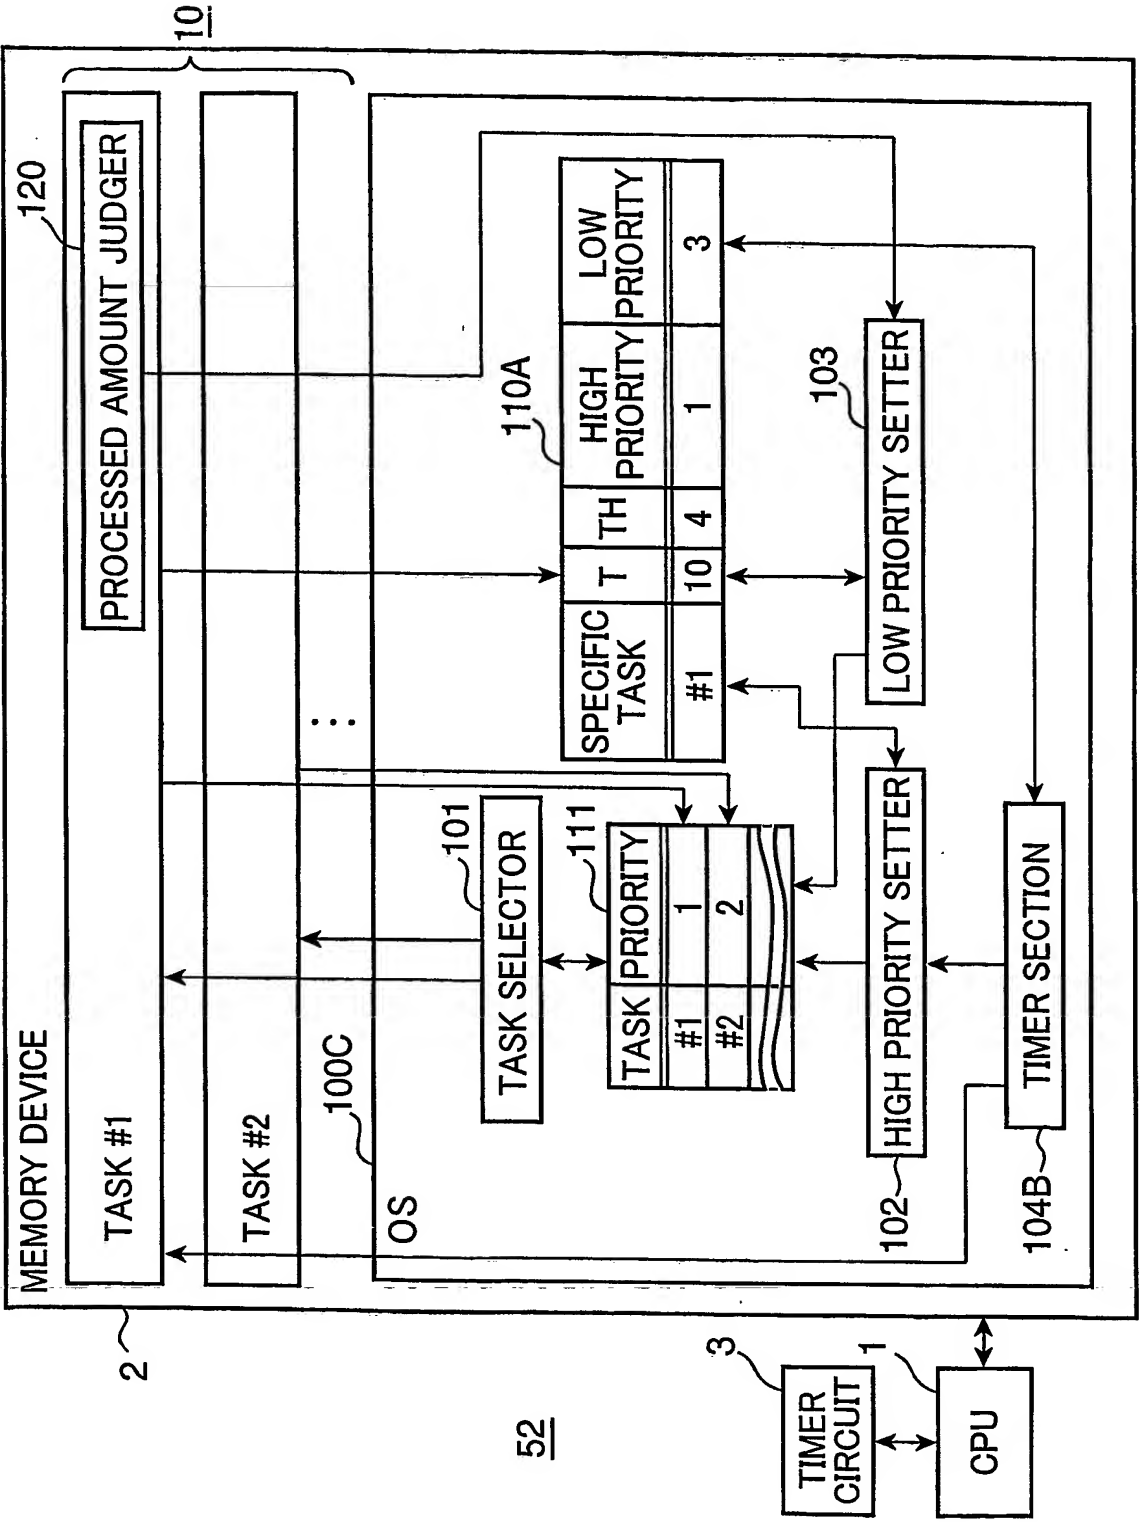 52
MEMORY DEVICE
2
10
TASK #1
120
PROCESSED AMOUNT JUDGER
TASK #2
...
100C
OS
101
TASK SELECTOR
111
TASK PRIORITY
#1 1
#2 2
110A
SPECIFIC TASK
T
TH
HIGH PRIORITY
LOW PRIORITY
#1 10 4 1 3
102
HIGH PRIORITY SETTER
103
LOW PRIORITY SETTER
104B
TIMER SECTION
3
TIMER
CIRCUIT
1
CPU